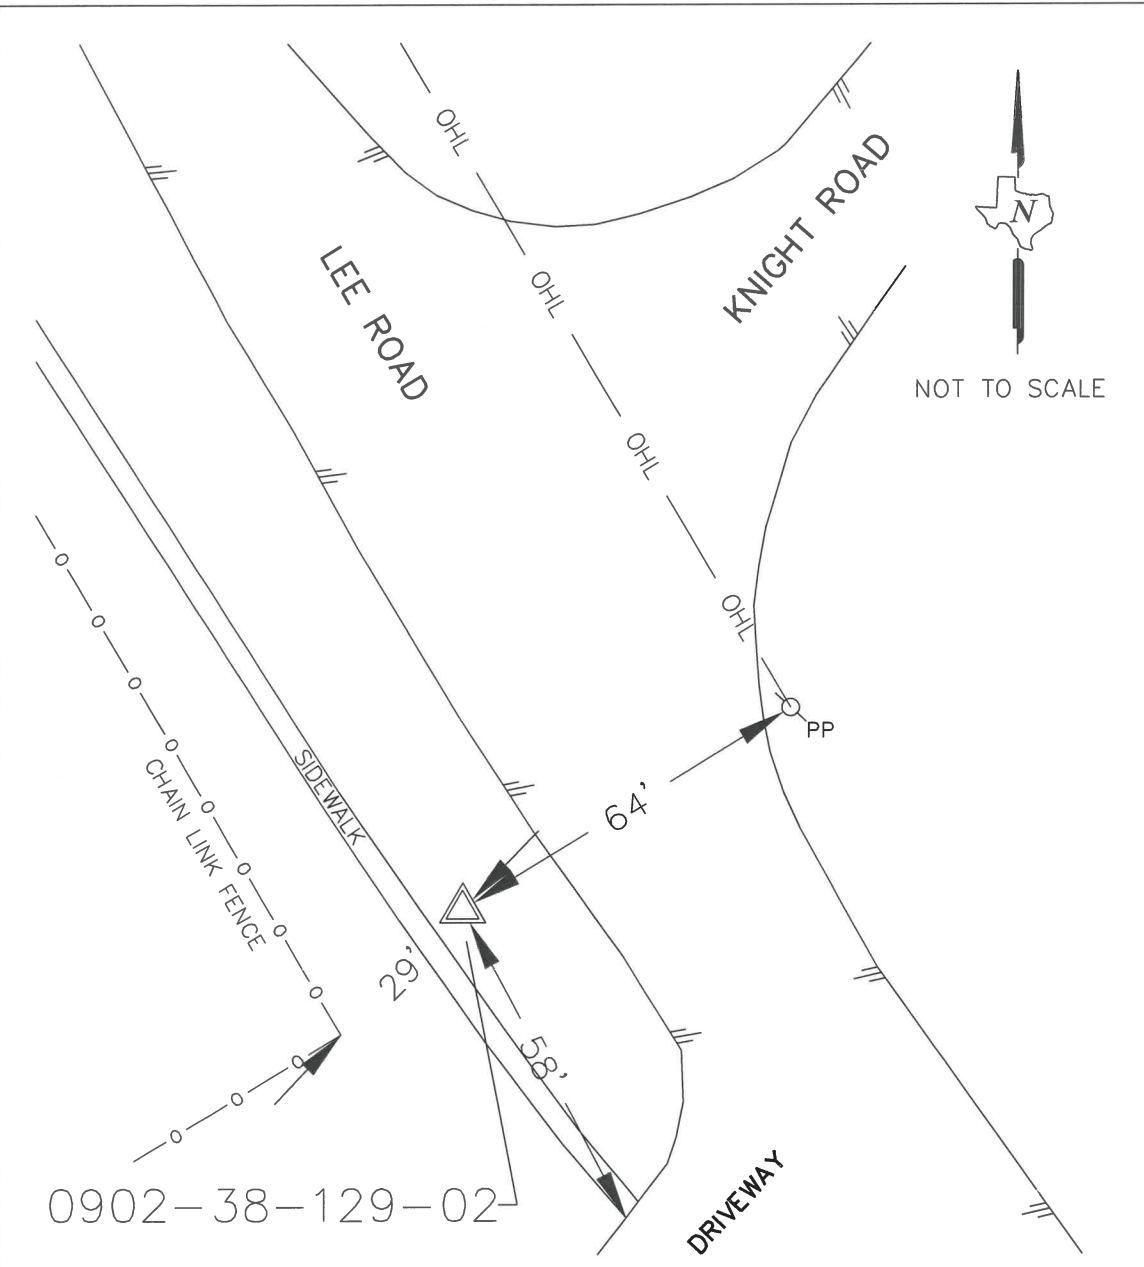 OHL
KNIGHT ROAD
N
LEE ROAD
OHL
NOT TO SCALE
OHL
OHL
PP
SIDEWALK
CHAIN LINK FENCE
64'
29'
58'
0902-38-129-02
DRIVEWAY